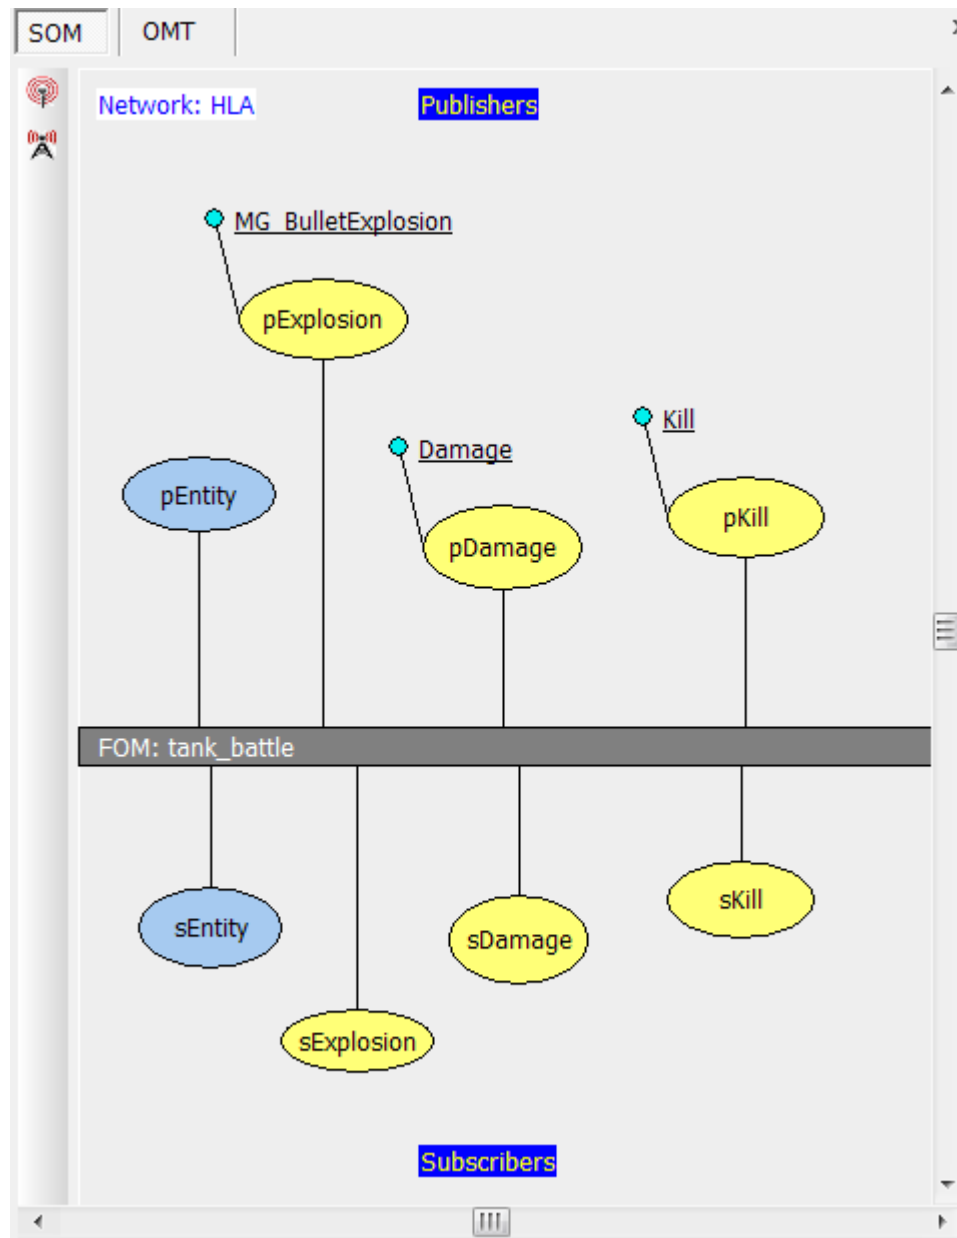 SOM
OMT
Network: HLA
Publishers
MG_BulletExplosion
pExplosion
Kill
Damage
pEntity
pKill
pDamage
FOM: tank_battle
sKill
sEntity
sDamage
sExplosion
Subscribers